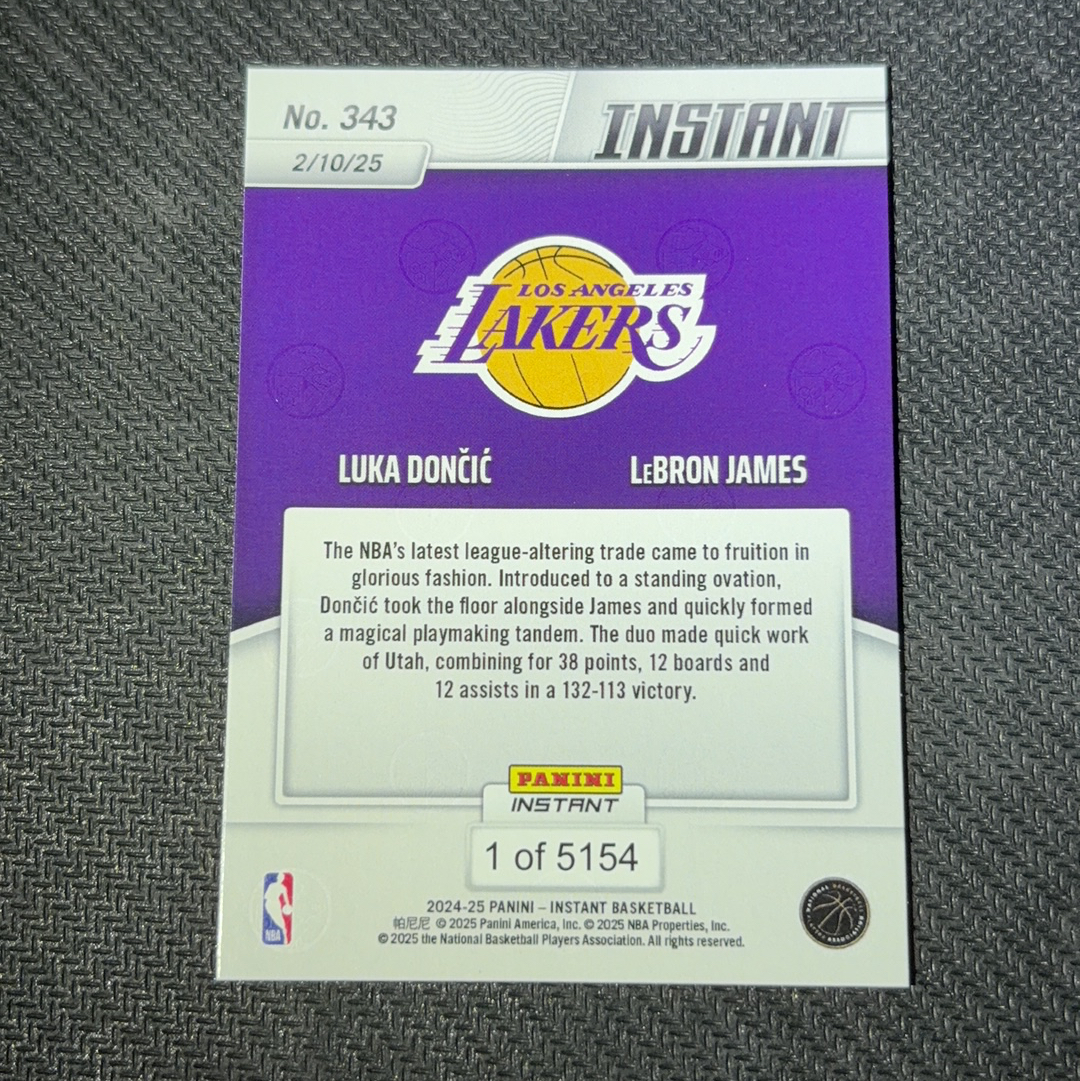 No. 343
INSTANT
2/10/25
LOS ANGELES
LAKERS
LUKA DONČIĆ
LeBRON JAMES
The NBA's latest league-altering trade came to fruition in
glorious fashion. Introduced to a standing ovation,
Dončić took the floor alongside James and quickly formed
a magical playmaking tandem. The duo made quick work
of Utah, combining for 38 points, 12 boards and
12 assists in a 132-113 victory.
PANINI
INSTANT
1 of 5154
2024-25 PANINI – INSTANT BASKETBALL
帕尼尼 © 2025 Panini America, Inc. © 2025 NBA Properties, Inc.
© 2025 the National Basketball Players Association. All rights reserved.
NBA